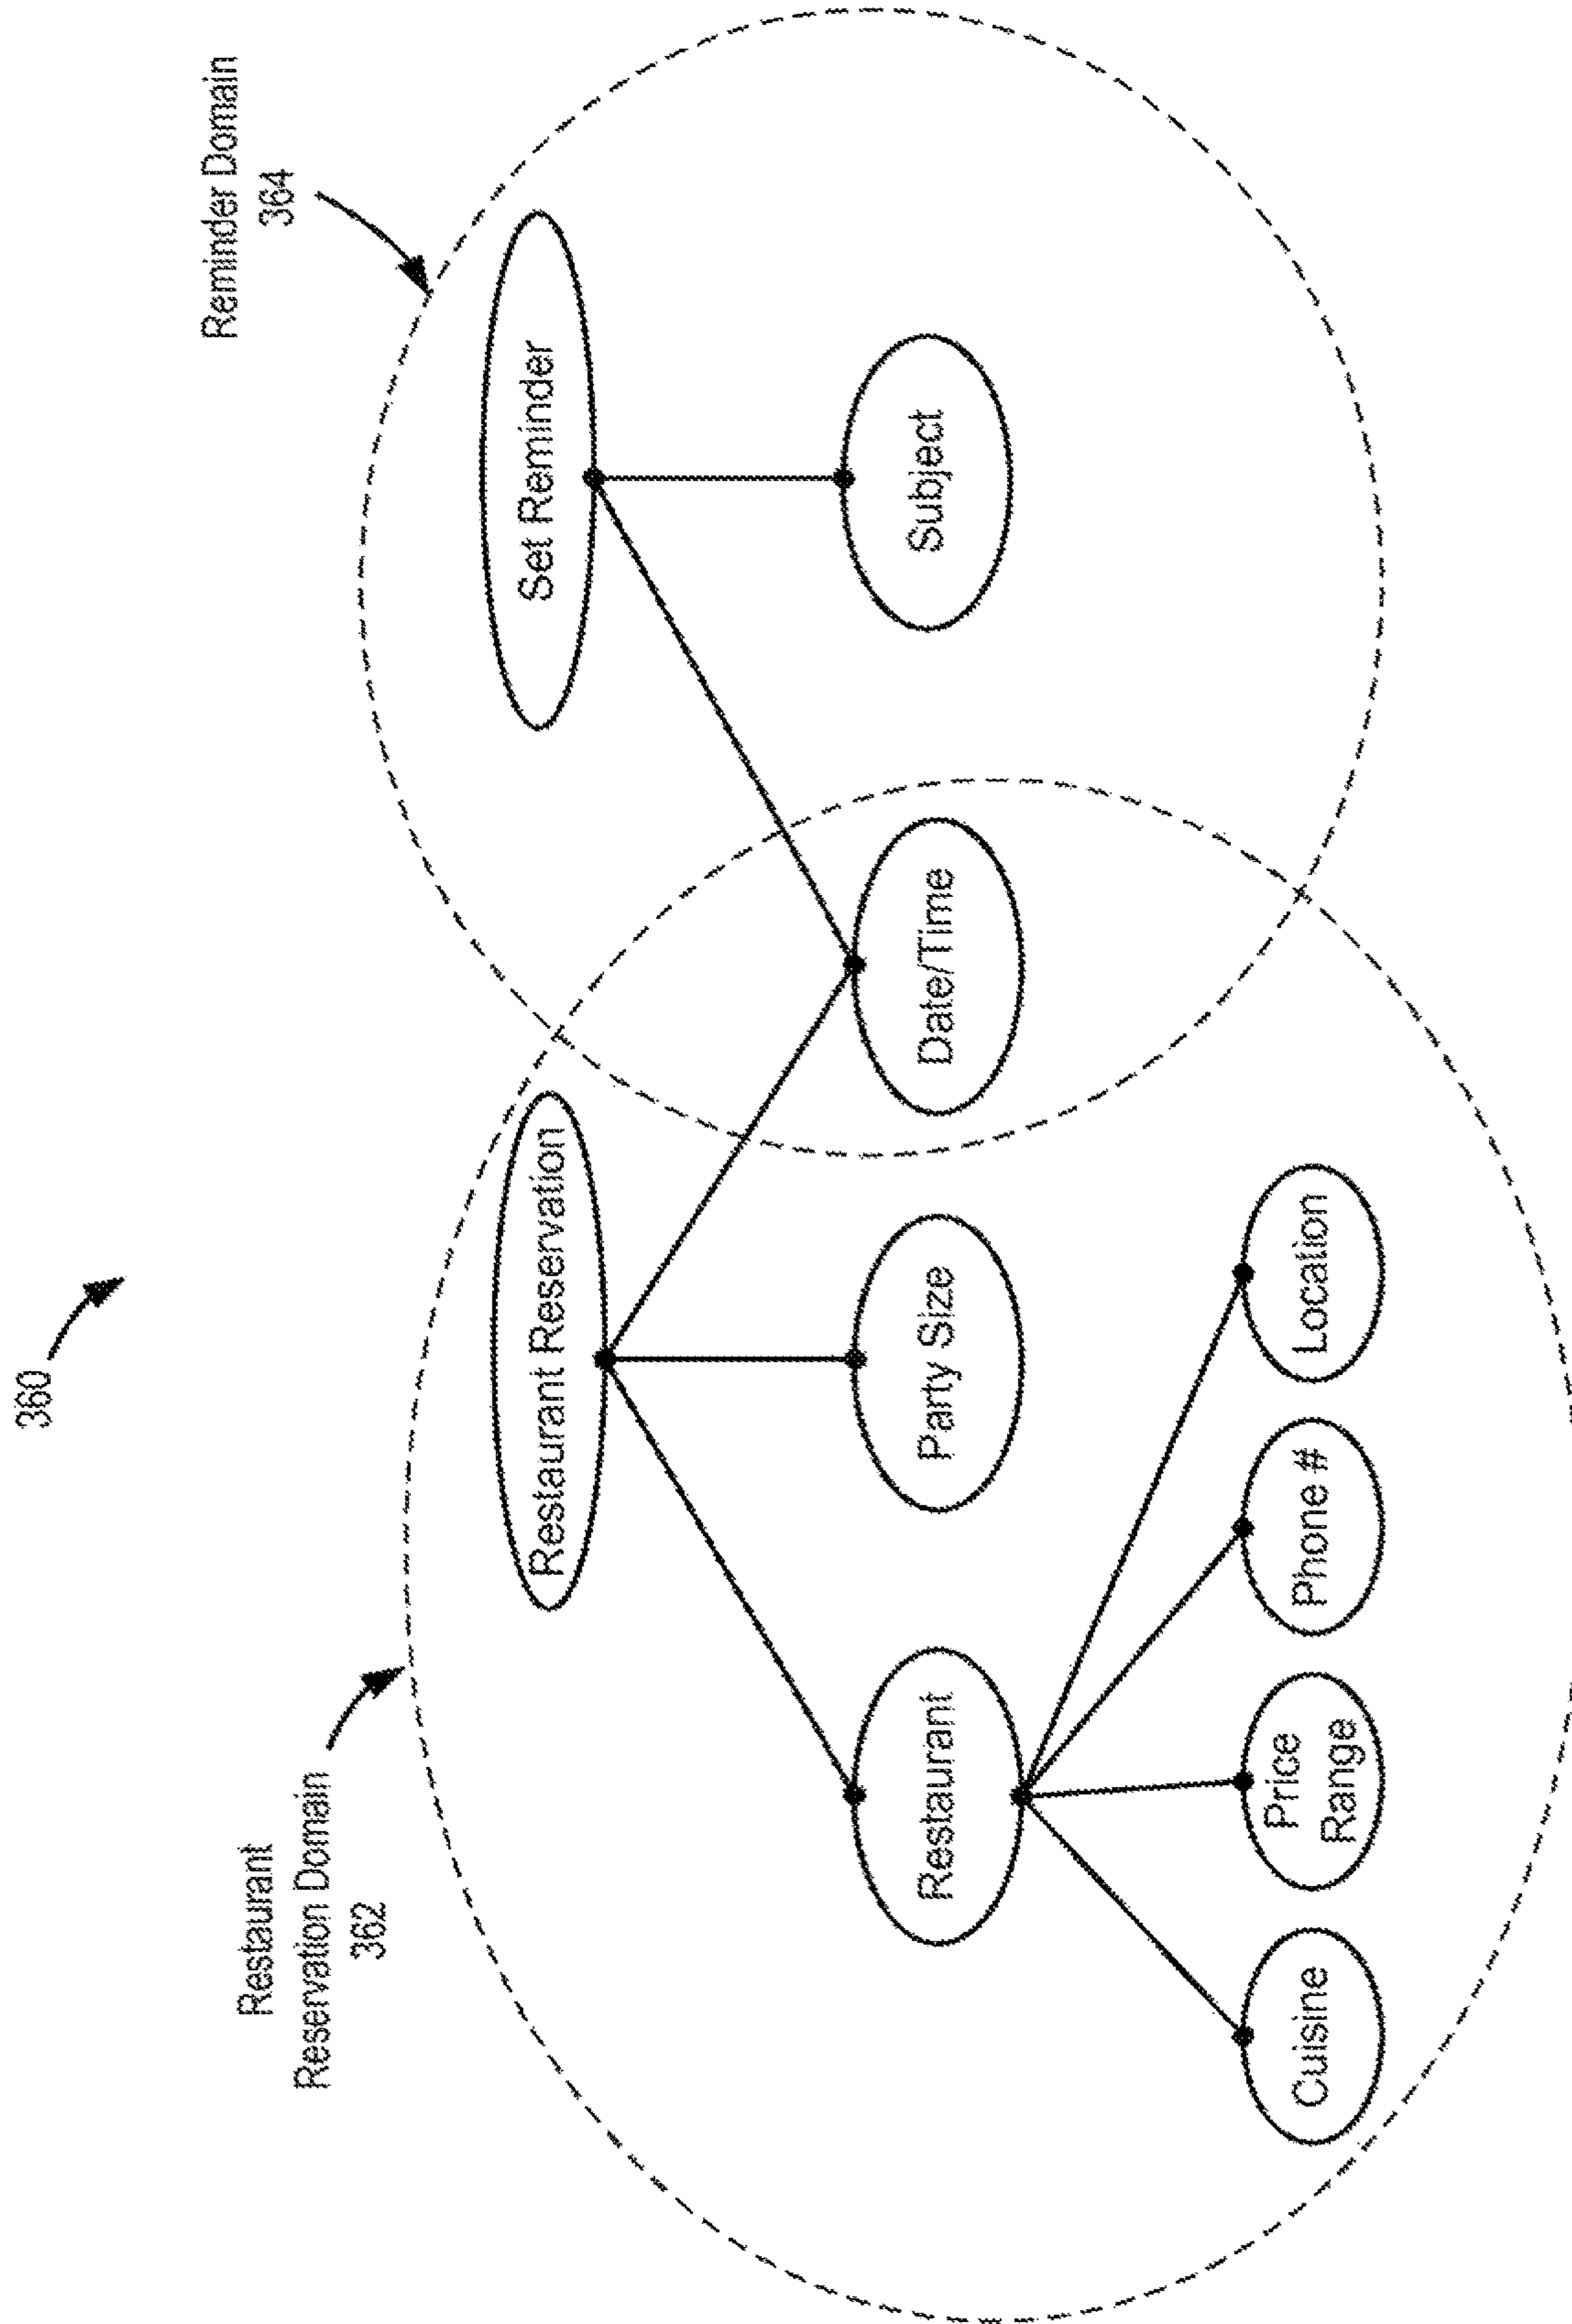 360
Restaurant
Reservation Domain
362
Reminder Domain
364
Restaurant Reservation
Set Reminder
Restaurant
Party Size
Date/Time
Subject
Cuisine
Price
Range
Phone #
Location